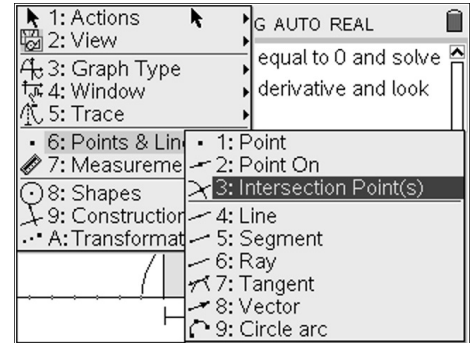 1: Actions
2: View
3: Graph Type
4: Window
5: Trace
6: Points & Lin
7: Measureme
8: Shapes
9: Construction
A: Transformat
G AUTO REAL
equal to 0 and solve
derivative and look
1: Point
2: Point On
3: Intersection Point(s)
4: Line
5: Segment
6: Ray
7: Tangent
8: Vector
9: Circle arc